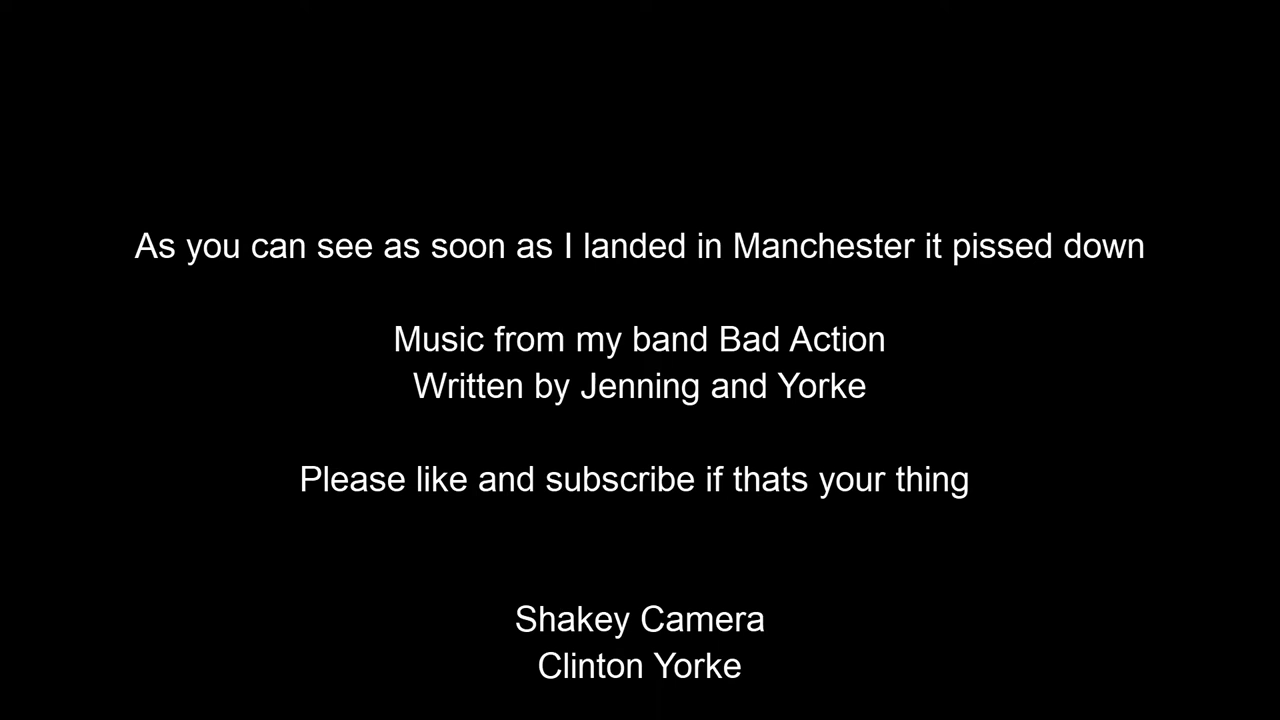 As you can see as soon as I landed in Manchester it pissed down
Music from my band Bad Action
Written by Jenning and Yorke
Please like and subscribe if thats your thing
Shakey Camera
Clinton Yorke